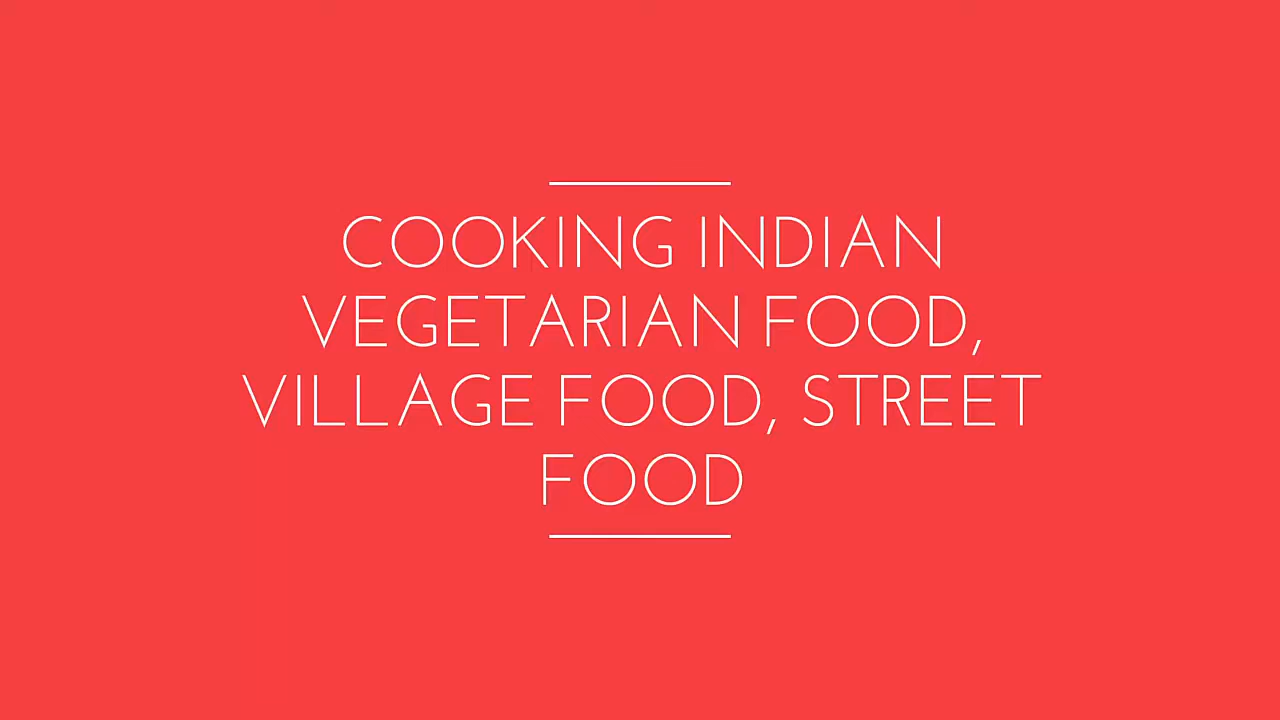 COOKING INDIAN
VEGETARIAN FOOD,
VILLAGE FOOD, STREET
FOOD